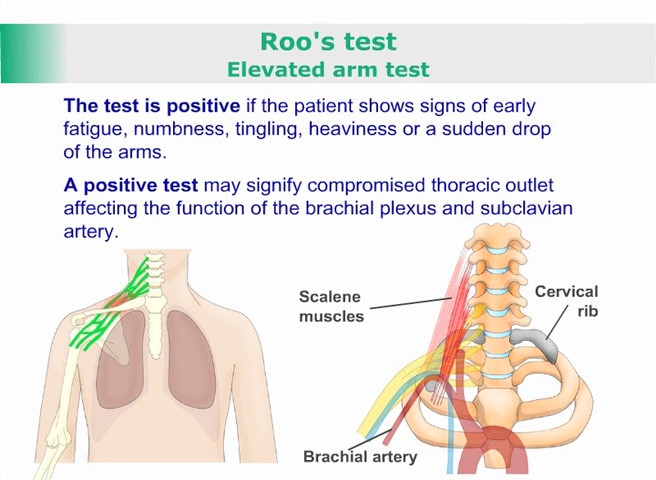 Roo's test
Elevated arm test
The test is positive if the patient shows signs of early
fatigue, numbness, tingling, heaviness or a sudden drop
of the arms.
A positive test may signify compromised thoracic outlet
affecting the function of the brachial plexus and subclavian
artery.
Scalene
muscles
Cervical
rib
Brachial artery